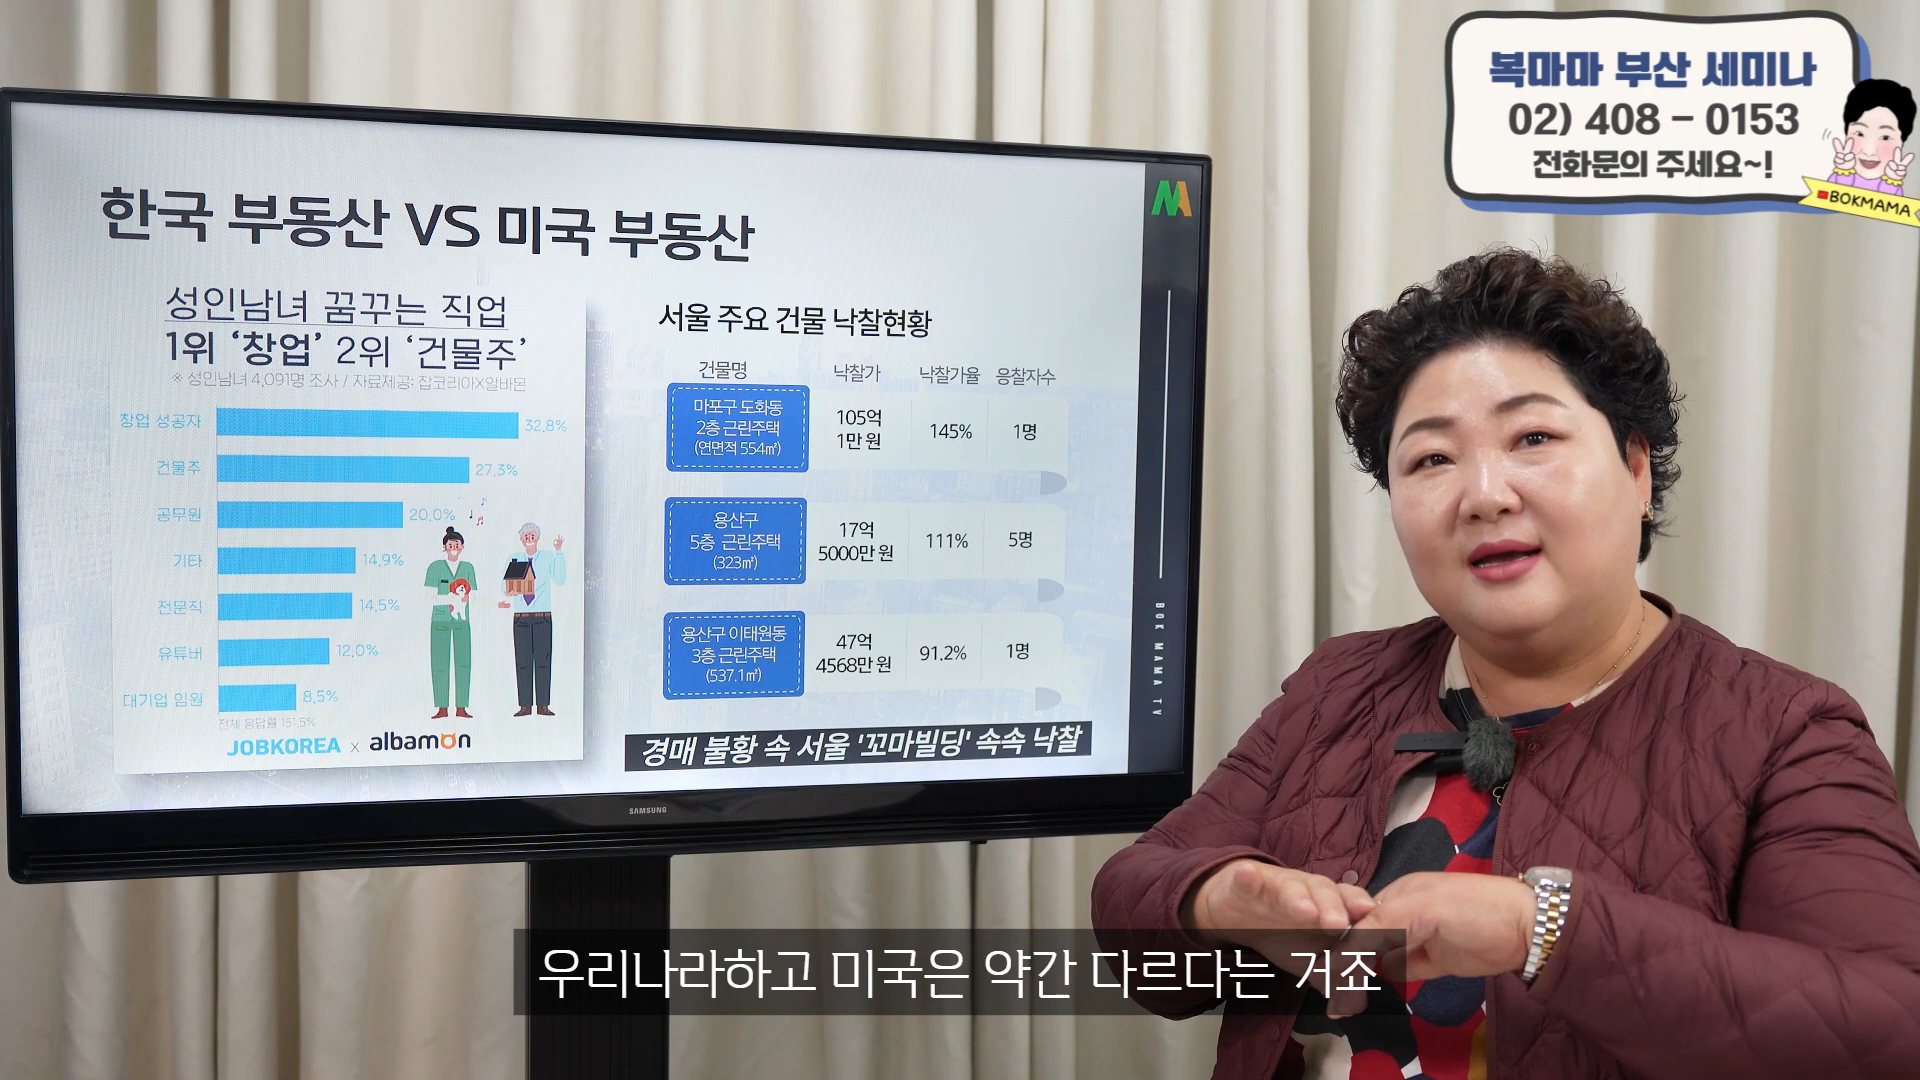 복마마 부산 세미나
02) 408 - 0153
전화문의 주세요~!
BOKMAMA
한국 부동산 VS 미국 부동산
성인남녀 꿈꾸는 직업
1위 ‘창업’ 2위 ‘건물주’
※ 성인남녀 4,091명 조사 / 자료제공: 잡코리아X알바몬
창업 성공자 32.8%
건물주 27.3%
공무원 20.0%
기타 14.9%
전문직 14.5%
유튜버 12.0%
대기업 임원 8.5%
전체 응답률 151.5%
JOBKOREA x albamon
서울 주요 건물 낙찰현황
건물명 낙찰가 낙찰가율 응찰자수
마포구 도화동
2층 근린주택
(연면적 554㎡)
105억
1만 원
145%
1명
용산구
5층 근린주택
(323㎡)
17억
5000만 원
111%
5명
용산구 이태원동
3층 근린주택
(537.1㎡)
47억
4568만 원
91.2%
1명
경매 불황 속 서울 '꼬마빌딩' 속속 낙찰
BOK MAMA TV
SAMSUNG
우리나라하고 미국은 약간 다르다는 거죠